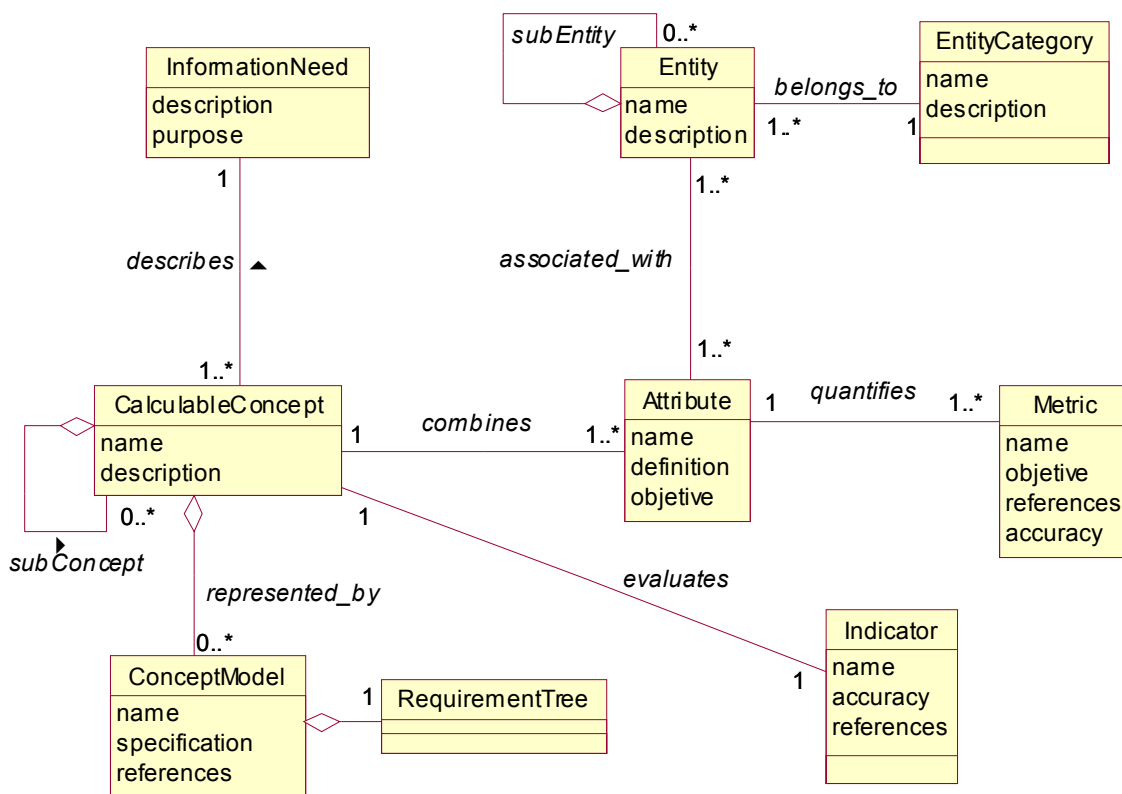 subEntity
0..*
EntityCategory
name
description
InformationNeed
description
purpose
Entity
name
description
belongs_to
1..*
1
1
1..*
describes
associated_with
1..*
1..*
CalculableConcept
name
description
combines
1
1..*
Attribute
name
definition
objetive
1
quantifies
1..*
Metric
name
objetive
references
accuracy
0..*
subConcept
1
evaluates
represented_by
0..*
Indicator
name
accuracy
references
1
ConceptModel
name
specification
references
1
RequirementTree